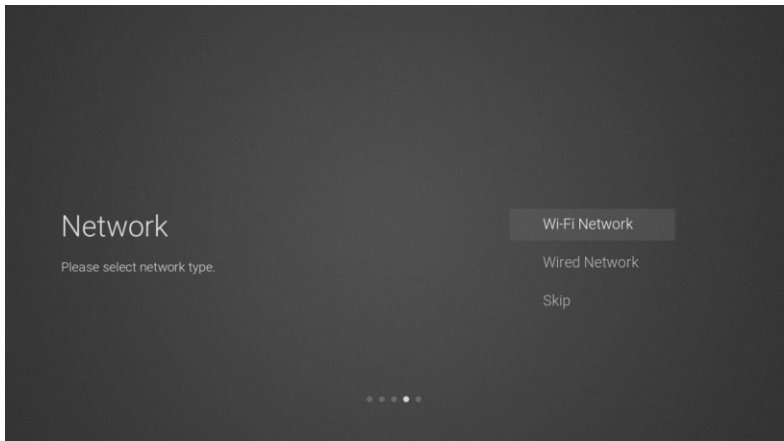 Network
Please select network type.
Wi-Fi Network
Wired Network
Skip